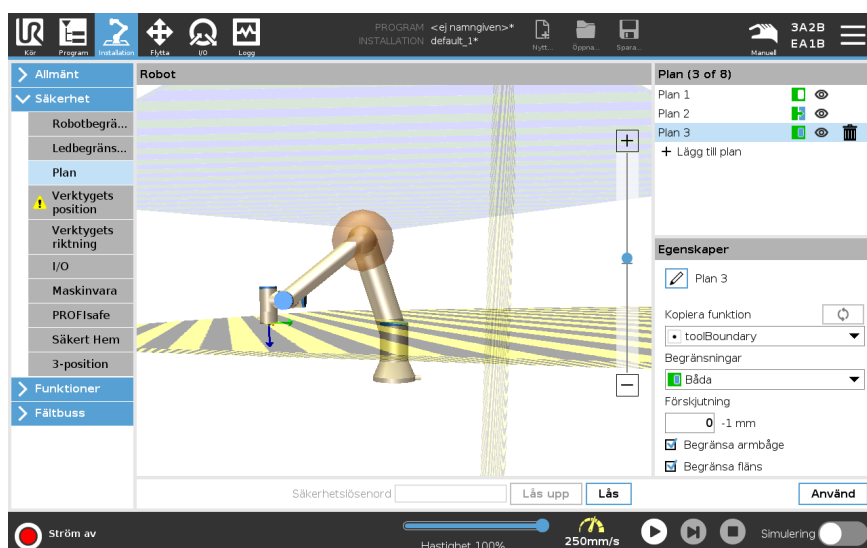 PROGRAM <ej namngiven>*
INSTALLATION default_1*
3A2B
EA1B
Kör
Program
Installation
Flytta
I/O
Logg
Nytt...
Öppna...
Spara...
Manuell
Allmänt
Säkerhet
Robotbegrä...
Ledbegräns...
Plan
Verktygets
position
Verktygets
riktning
I/O
Maskinvara
PROFIsafe
Säkert Hem
3-position
Funktioner
Fältbuss
Robot
Plan (3 of 8)
Plan 1
Plan 2
Plan 3
Lägg till plan
Egenskaper
Plan 3
Kopiera funktion
toolBoundary
Begränsningar
Båda
Förskjutning
0 -1 mm
Begränsa armbåge
Begränsa fläns
Säkerhetslösenord
Lås upp
Lås
Använd
Ström av
Hastighet 100%
250mm/s
Simulering